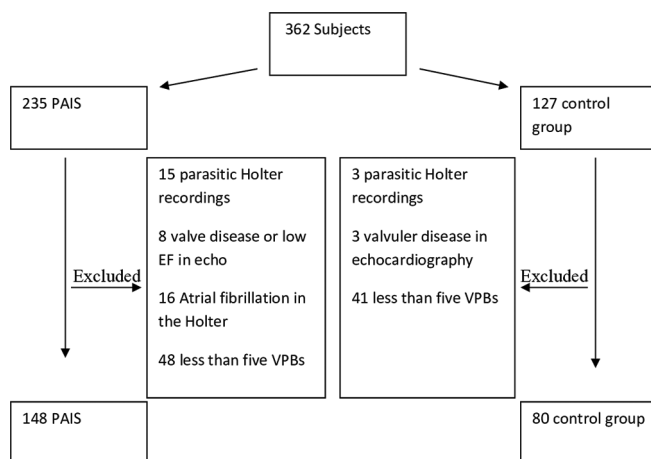 362 Subjects
235 PAIS
127 control
group
15 parasitic Holter
recordings
8 valve disease or low
EF in echo
16 Atrial fibrillation in
the Holter
48 less than five VPBs
3 parasitic Holter
recordings
3 valvuler disease in
echocardiography
41 less than five VPBs
Excluded
Excluded
148 PAIS
80 control group